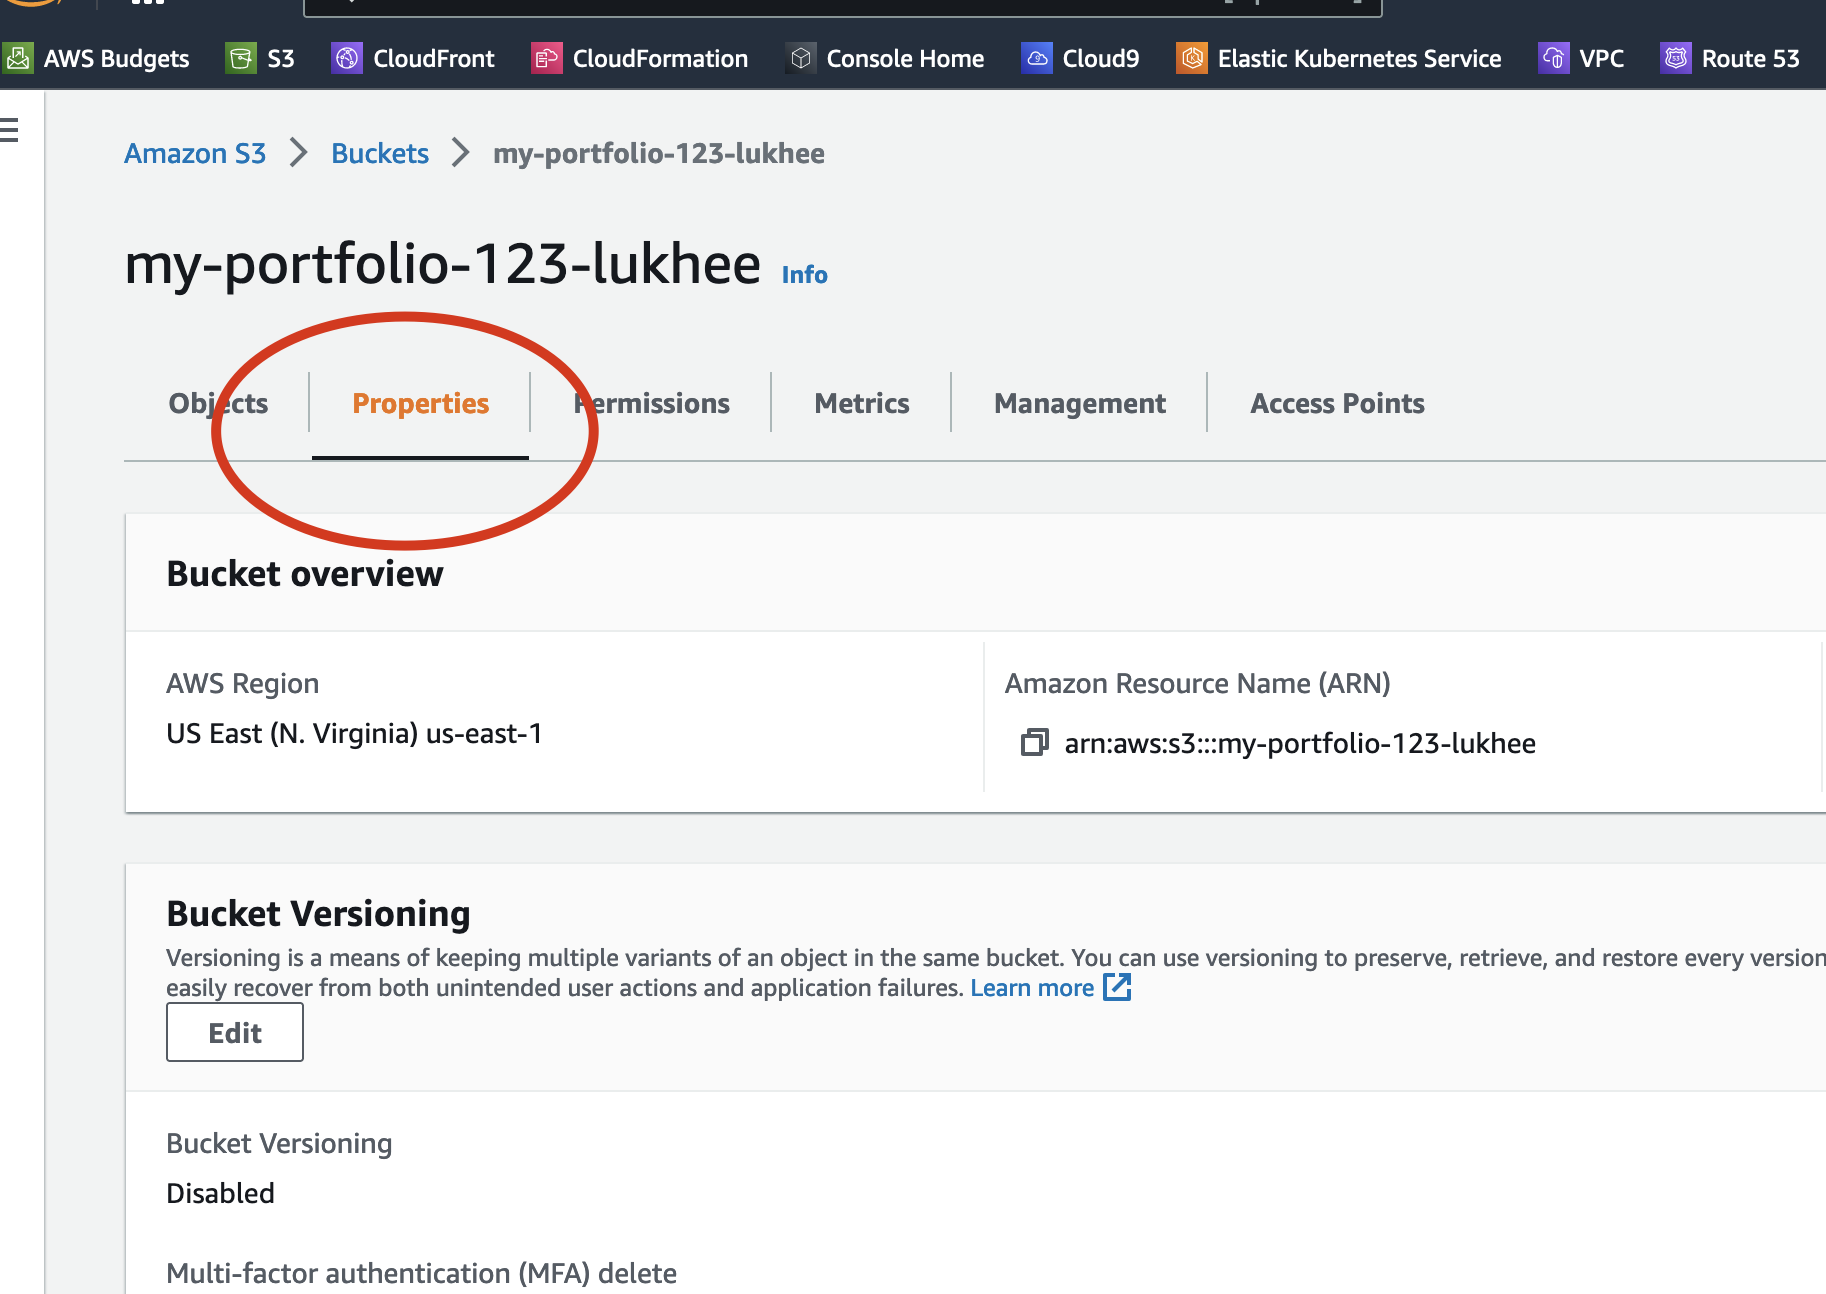 AWS Budgets S3 CloudFront CloudFormation Console Home Cloud9 Elastic Kubernetes Service VPC Route 53
Amazon S3 > Buckets > my-portfolio-123-lukhee
my-portfolio-123-lukhee Info
Objects Properties Permissions Metrics Management Access Points
Bucket overview
AWS Region
US East (N. Virginia) us-east-1
Amazon Resource Name (ARN)
arn:aws:s3:::my-portfolio-123-lukhee
Bucket Versioning
Versioning is a means of keeping multiple variants of an object in the same bucket. You can use versioning to preserve, retrieve, and restore every version
easily recover from both unintended user actions and application failures. Learn more
Edit
Bucket Versioning
Disabled
Multi-factor authentication (MFA) delete